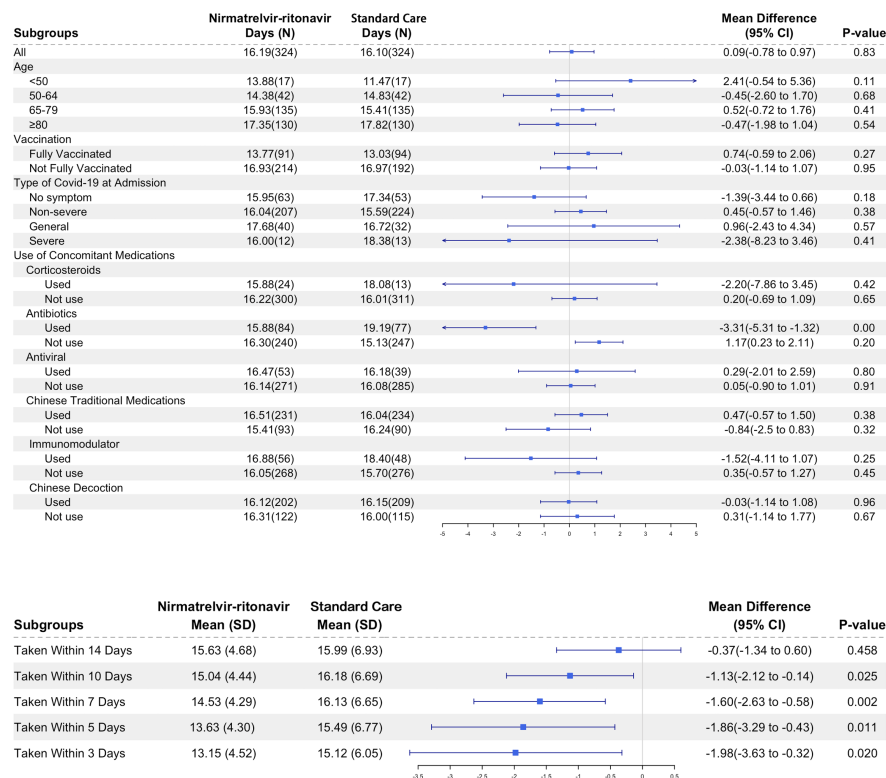 Nirmatrelvir-ritonavir Standard Care Mean Difference
Subgroups Days (N) Days (N) (95% CI) P-value
All 16.19(324) 16.10(324) 0.09(-0.78 to 0.97) 0.83
Age
<50 13.88(17) 11.47(17) 2.41(-0.54 to 5.36) 0.11
50-64 14.38(42) 14.83(42) -0.45(-2.60 to 1.70) 0.68
65-79 15.93(135) 15.41(135) 0.52(-0.72 to 1.76) 0.41
≥80 17.35(130) 17.82(130) -0.47(-1.98 to 1.04) 0.54
Vaccination
Fully Vaccinated 13.77(91) 13.03(94) 0.74(-0.59 to 2.06) 0.27
Not Fully Vaccinated 16.93(214) 16.97(192) -0.03(-1.14 to 1.07) 0.95
Type of Covid-19 at Admission
No symptom 15.95(63) 17.34(53) -1.39(-3.44 to 0.66) 0.18
Non-severe 16.04(207) 15.59(224) 0.45(-0.57 to 1.46) 0.38
General 17.68(40) 16.72(32) 0.96(-2.43 to 4.34) 0.57
Severe 16.00(12) 18.38(13) -2.38(-8.23 to 3.46) 0.41
Use of Concomitant Medications
Corticosteroids
Used 15.88(24) 18.08(13) -2.20(-7.86 to 3.45) 0.42
Not use 16.22(300) 16.01(311) 0.20(-0.69 to 1.09) 0.65
Antibiotics
Used 15.88(84) 19.19(77) -3.31(-5.31 to -1.32) 0.00
Not use 16.30(240) 15.13(247) 1.17(0.23 to 2.11) 0.20
Antiviral
Used 16.47(53) 16.18(39) 0.29(-2.01 to 2.59) 0.80
Not use 16.14(271) 16.08(285) 0.05(-0.90 to 1.01) 0.91
Chinese Traditional Medications
Used 16.51(231) 16.04(234) 0.47(-0.57 to 1.50) 0.38
Not use 15.41(93) 16.24(90) -0.84(-2.5 to 0.83) 0.32
Immunomodulator
Used 16.88(56) 18.40(48) -1.52(-4.11 to 1.07) 0.25
Not use 16.05(268) 15.70(276) 0.35(-0.57 to 1.27) 0.45
Chinese Decoction
Used 16.12(202) 16.15(209) -0.03(-1.14 to 1.08) 0.96
Not use 16.31(122) 16.00(115) 0.31(-1.14 to 1.77) 0.67
-5 -4 -3 -2 -1 0 1 2 3 4 5
Nirmatrelvir-ritonavir Standard Care Mean Difference
Subgroups Mean (SD) Mean (SD) (95% CI) P-value
Taken Within 14 Days 15.63 (4.68) 15.99 (6.93) -0.37(-1.34 to 0.60) 0.458
Taken Within 10 Days 15.04 (4.44) 16.18 (6.69) -1.13(-2.12 to -0.14) 0.025
Taken Within 7 Days 14.53 (4.29) 16.13 (6.65) -1.60(-2.63 to -0.58) 0.002
Taken Within 5 Days 13.63 (4.30) 15.49 (6.77) -1.86(-3.29 to -0.43) 0.011
Taken Within 3 Days 13.15 (4.52) 15.12 (6.05) -1.98(-3.63 to -0.32) 0.020
-3.5 -3 -2.5 -2 -1.5 -1 -0.5 0 0.5